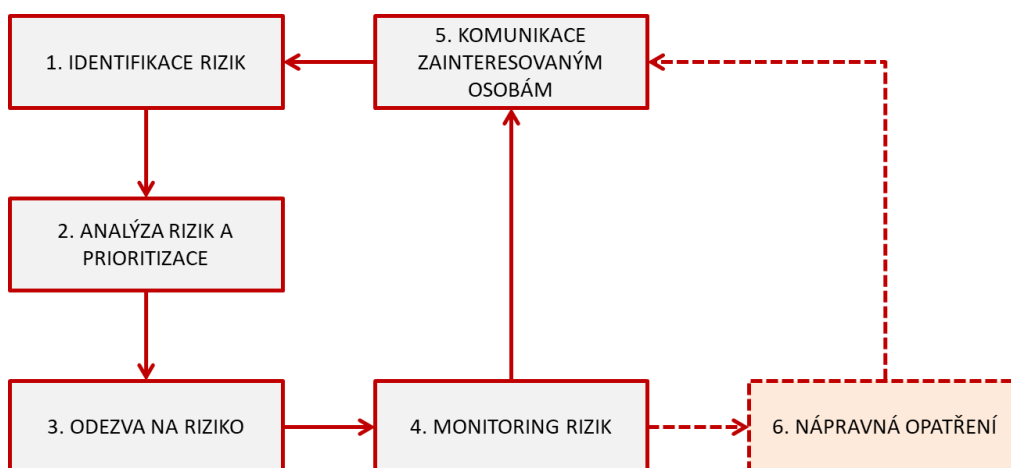 1. IDENTIFIKACE RIZIK
5. KOMUNIKACE
ZAINTERESOVANÝM
OSOBÁM
2. ANALÝZA RIZIK A
PRIORITIZACE
3. ODEZVA NA RIZIKO
4. MONITORING RIZIK
6. NÁPRAVNÁ OPATŘENÍ